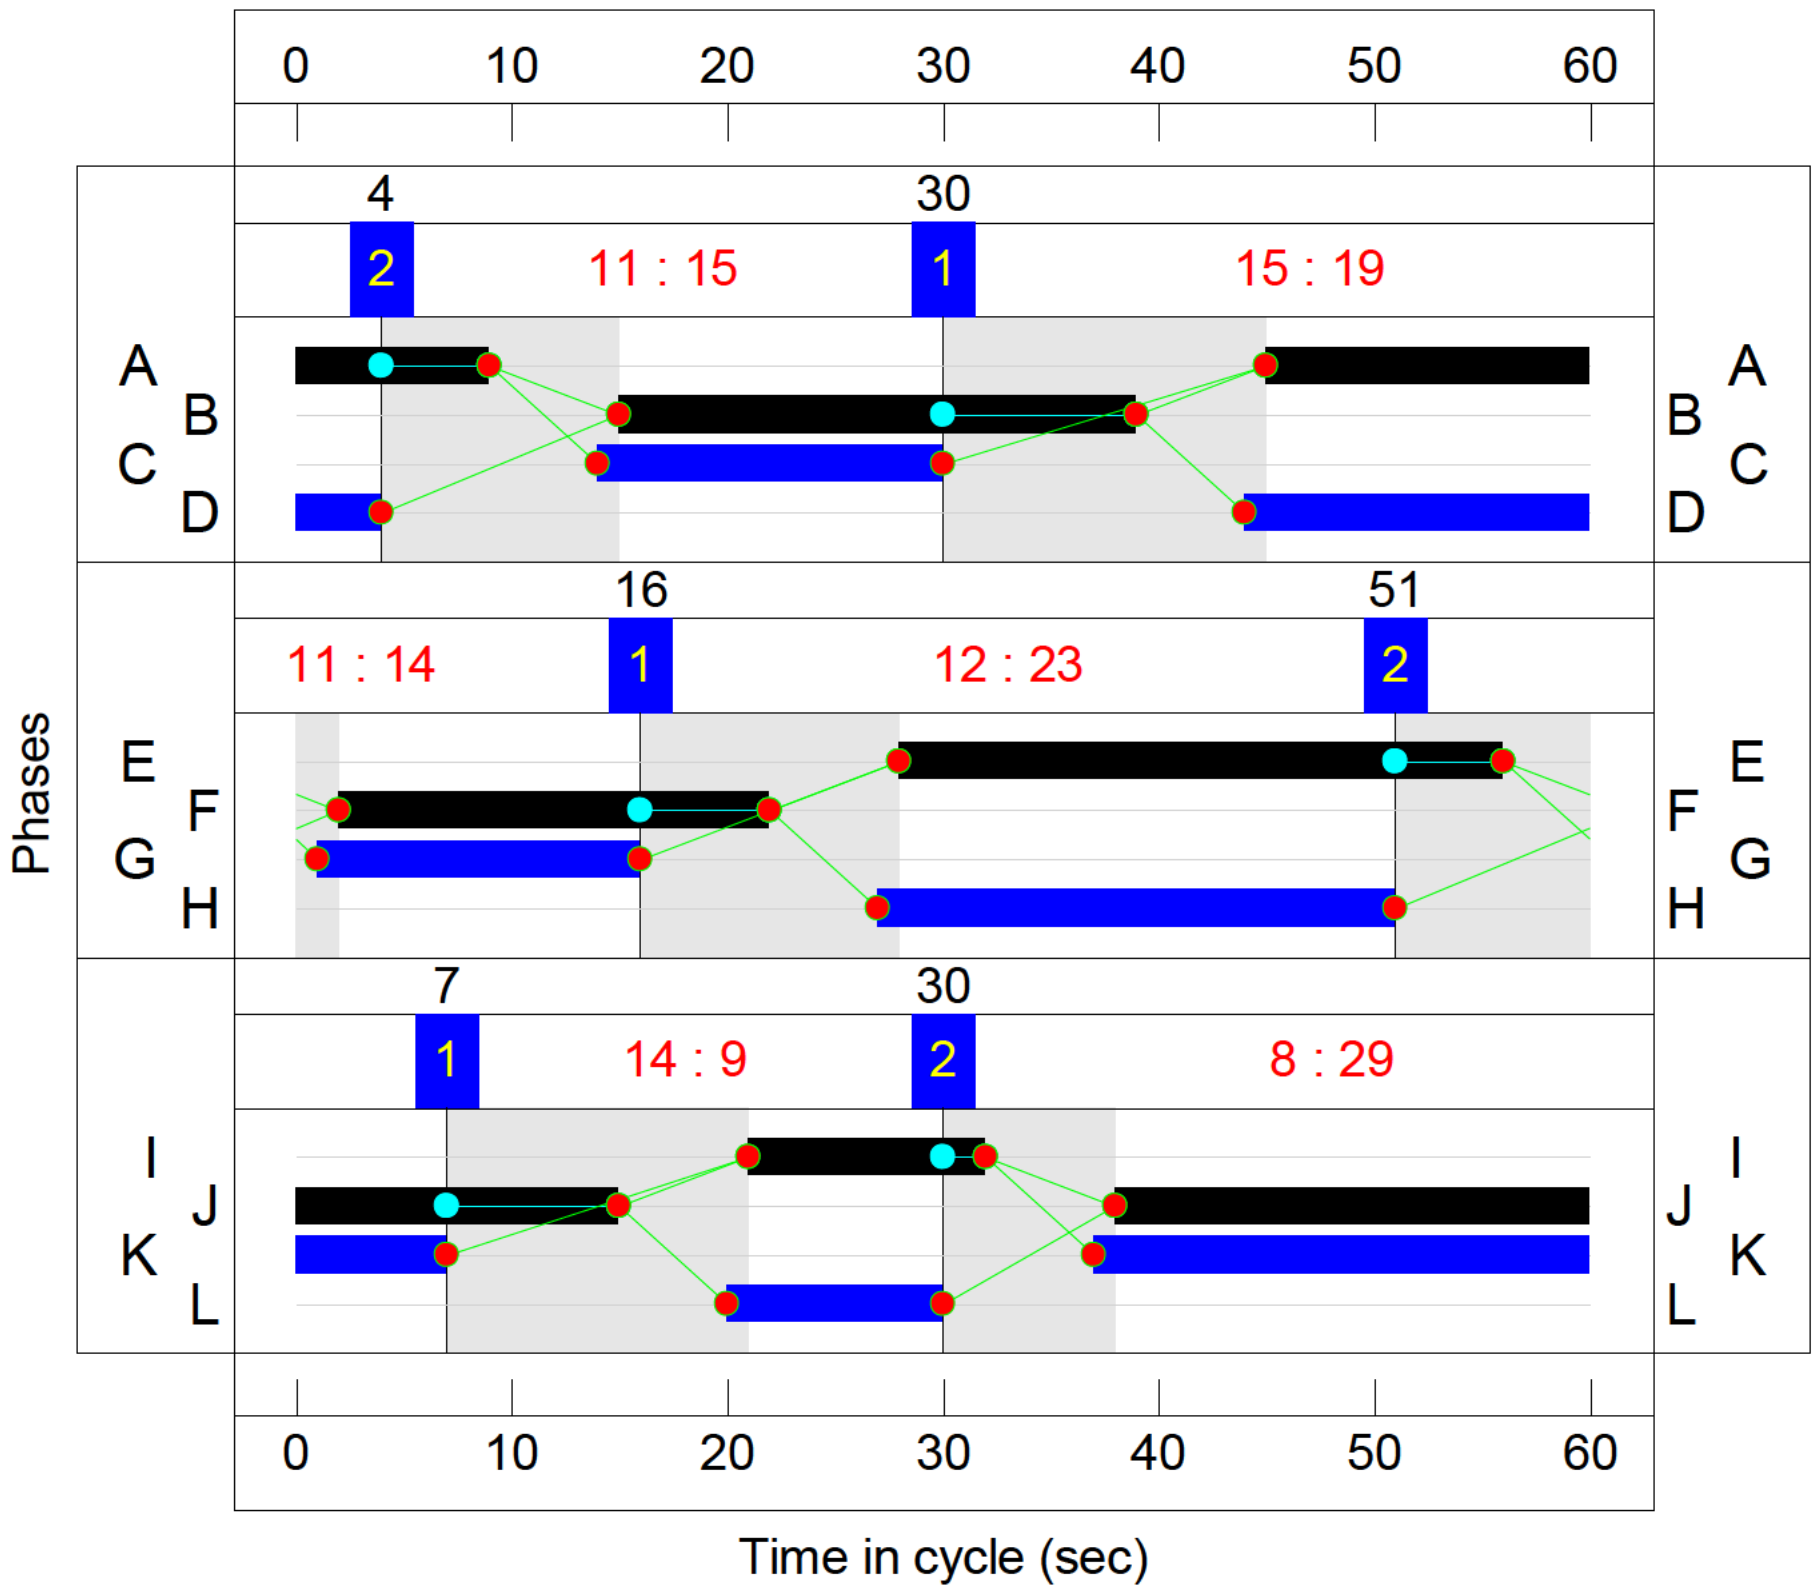 0 10 20 30 40 50 60
4 30
2 11 : 15 1 15 : 19
A A
B B
C C
D D
16 51
11 : 14 1 12 : 23 2
Phases
E E
F F
G G
H H
7 30
1 14 : 9 2 8 : 29
I I
J J
K K
L L
0 10 20 30 40 50 60
Time in cycle (sec)